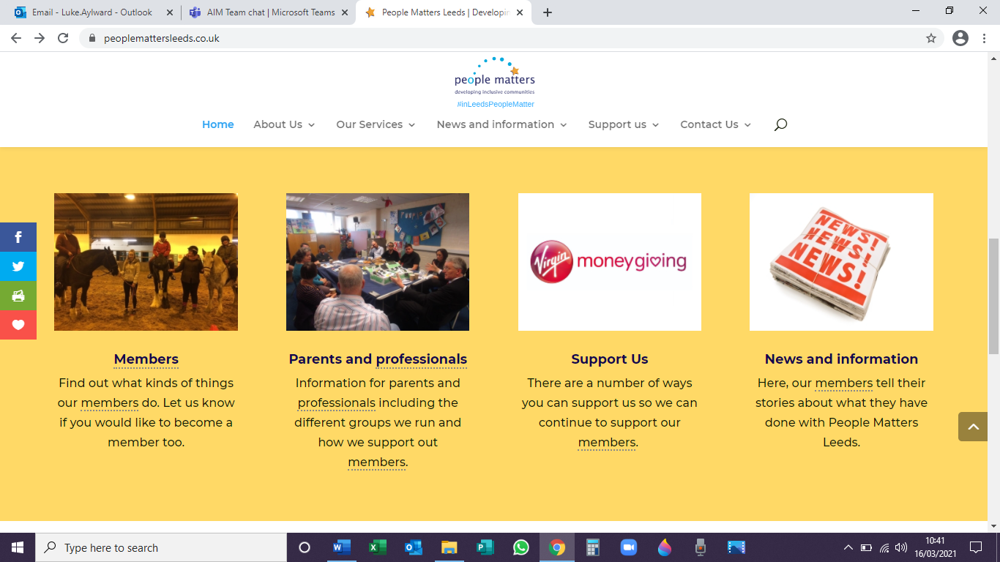 Email - Luke.Aylward - Outlook
AIM Team chat | Microsoft Teams
People Matters Leeds | Developin
peoplemattersleeds.co.uk
people matters
developing inclusive communities
#inLeedsPeopleMatter
Home
About Us
Our Services
News and information
Support us
Contact Us
Virgin moneygiving
NEWS!
NEWS!
NEWS!
Members
Find out what kinds of things
our members do. Let us know
if you would like to become a
member too.
Parents and professionals
Information for parents and
professionals including the
different groups we run and
how we support out
members.
Support Us
There are a number of ways
you can support us so we can
continue to support our
members.
News and information
Here, our members tell their
stories about what they have
done with People Matters
Leeds.
Type here to search
10:41
16/03/2021